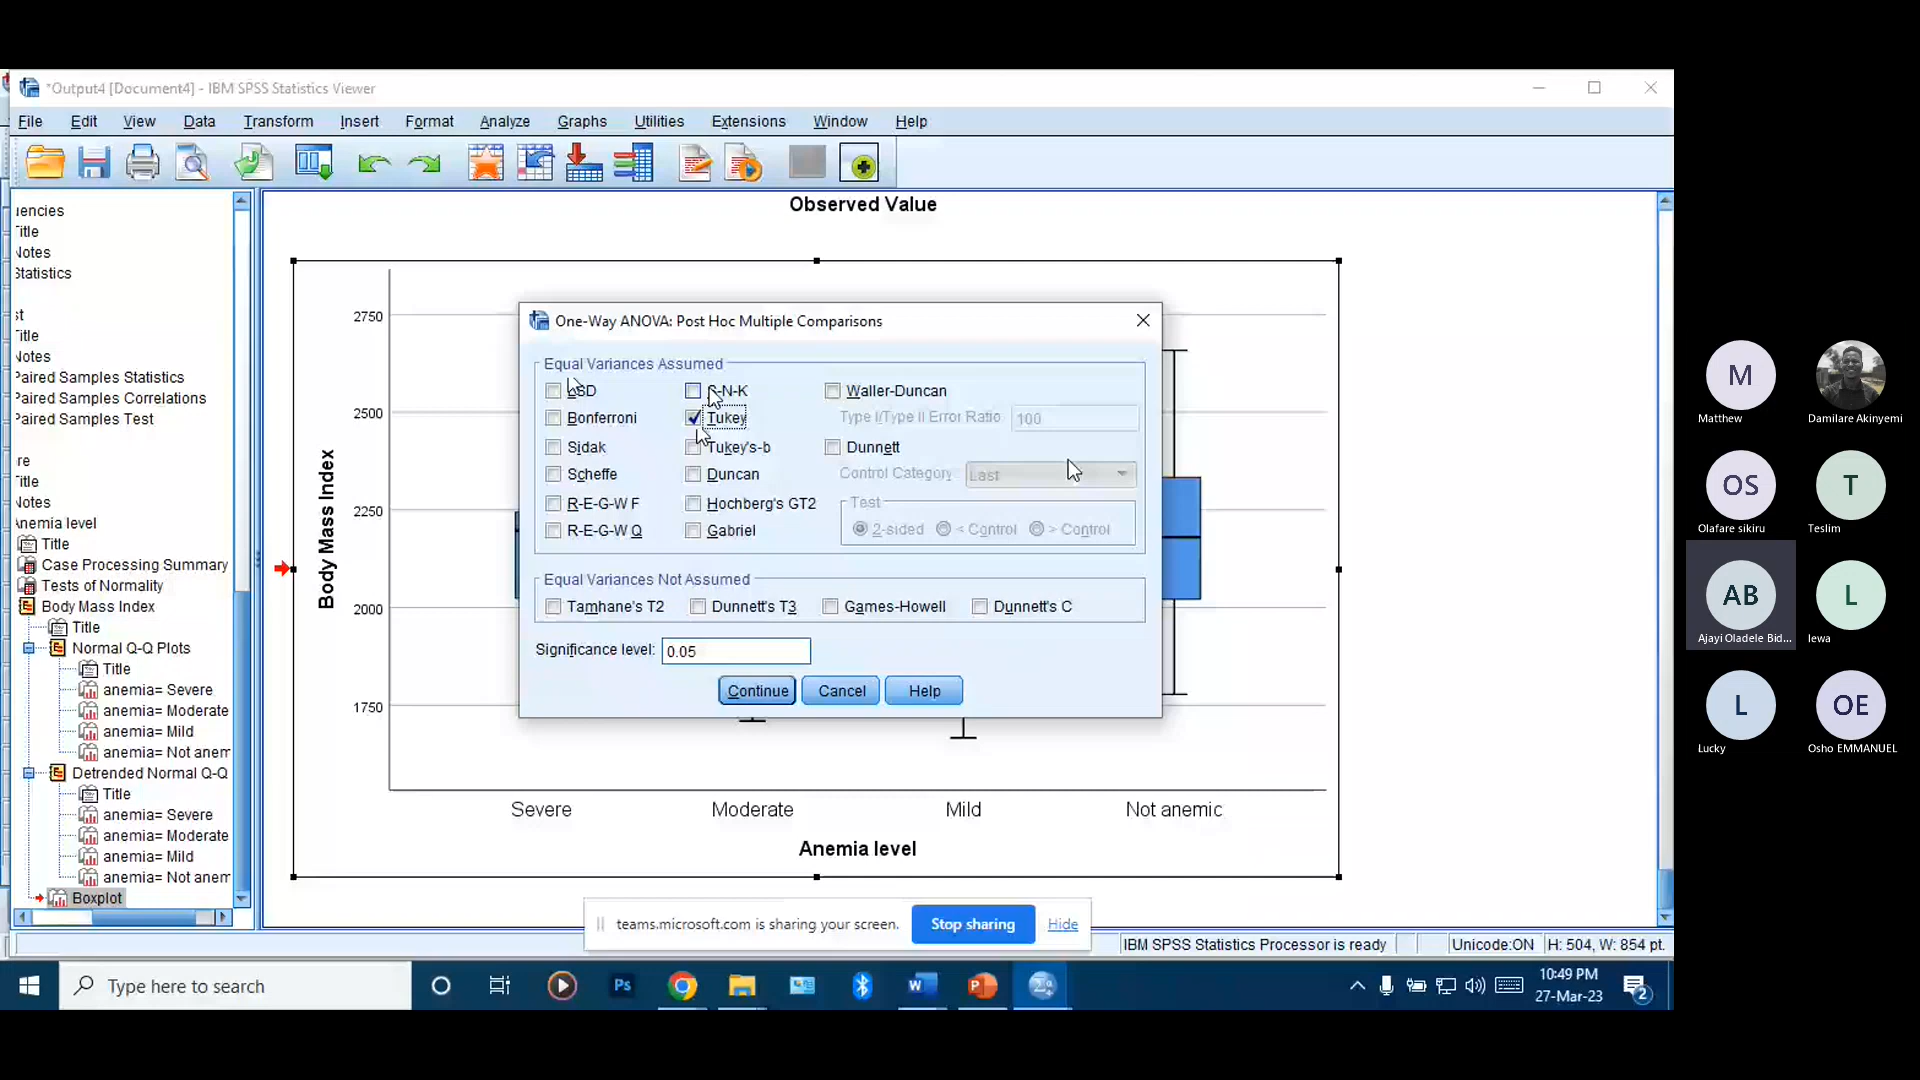 *Output4 [Document4] - IBM SPSS Statistics Viewer
File Edit View Data Transform Insert Format Analyze Graphs Utilities Extensions Window Help
uencies
Title
Notes
Statistics
st
Title
Notes
Paired Samples Statistics
Paired Samples Correlations
Paired Samples Test
re
Title
Notes
Anemia level
Title
Case Processing Summary
Tests of Normality
Body Mass Index
Title
Normal Q-Q Plots
Title
anemia= Severe
anemia= Moderate
anemia= Mild
anemia= Not anem
Detrended Normal Q-Q
Title
anemia= Severe
anemia= Moderate
anemia= Mild
anemia= Not anem
Boxplot
Observed Value
2750
2500
2250
2000
1750
Body Mass Index
Severe Moderate Mild Not anemic
Anemia level
One-Way ANOVA: Post Hoc Multiple Comparisons
Equal Variances Assumed
LSD S-N-K Waller-Duncan
Bonferroni Tukey Type I/Type II Error Ratio 100
Sidak Tukey's-b Dunnett
Scheffe Duncan Control Category Last
R-E-G-W F Hochberg's GT2 Test
R-E-G-W Q Gabriel 2-sided < Control > Control
Equal Variances Not Assumed
Tamhane's T2 Dunnett's T3 Games-Howell Dunnett's C
Significance level: 0.05
Continue Cancel Help
teams.microsoft.com is sharing your screen. Stop sharing Hide
IBM SPSS Statistics Processor is ready Unicode:ON H: 504, W: 854 pt.
Type here to search
Ps
W
P
10:49 PM
27-Mar-23
2
M
Matthew
Damilare Akinyemi
OS
Olafare sikiru
T
Teslim
AB
Ajayi Oladele Bid...
L
lewa
L
Lucky
OE
Osho EMMANUEL